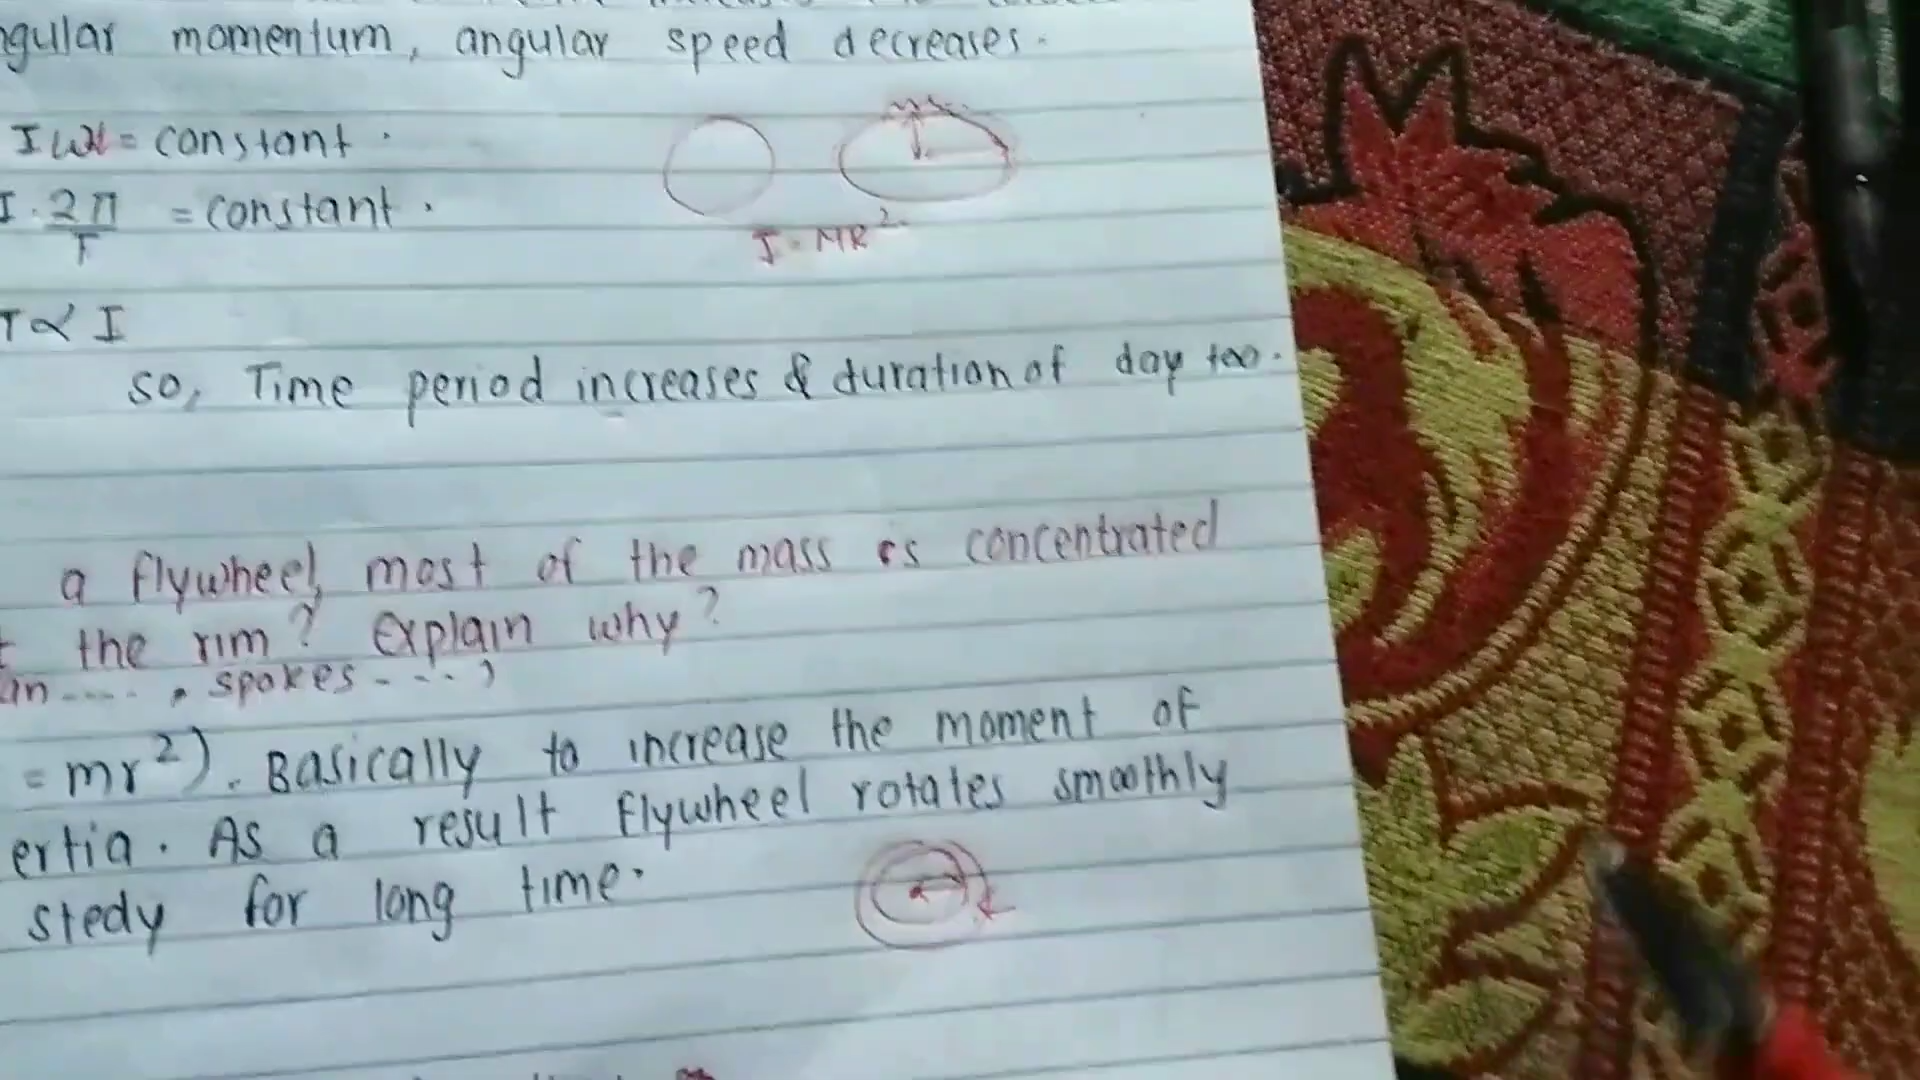 ngular momentum, angular speed decreases.
Iω = constant.
I. 2π/T = constant.
I = MR²
T ∝ I
so, Time period increases & duration of day too.
a flywheel, most of the mass is concentrated
t the rim? Explain why?
in .... , spokes - - - - ?
= mr²). Basically to increase the moment of
ertia. As a result flywheel rotates smoothly
stedy for long time.